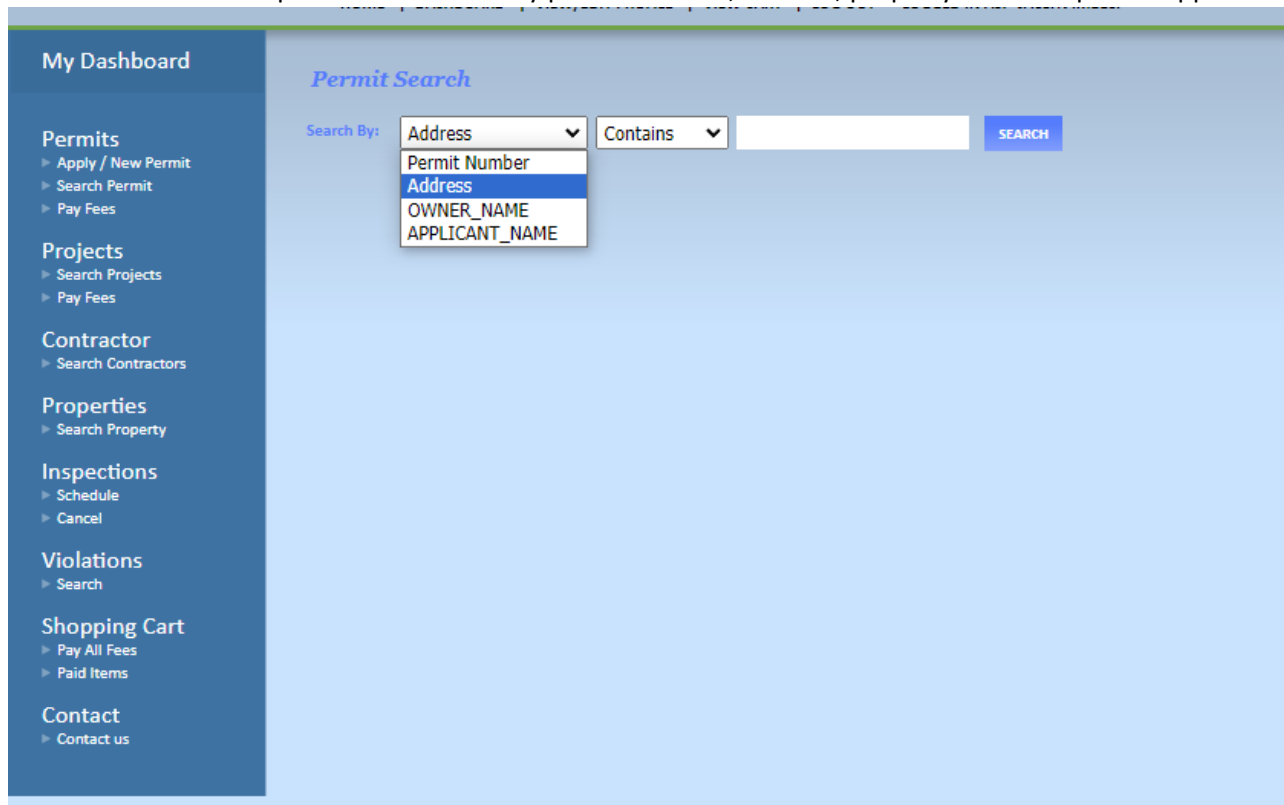 My Dashboard
Permit Search
Search By: Address Contains SEARCH
Permit Number
Address
OWNER_NAME
APPLICANT_NAME
Permits
Apply / New Permit
Search Permit
Pay Fees
Projects
Search Projects
Pay Fees
Contractor
Search Contractors
Properties
Search Property
Inspections
Schedule
Cancel
Violations
Search
Shopping Cart
Pay All Fees
Paid Items
Contact
Contact us